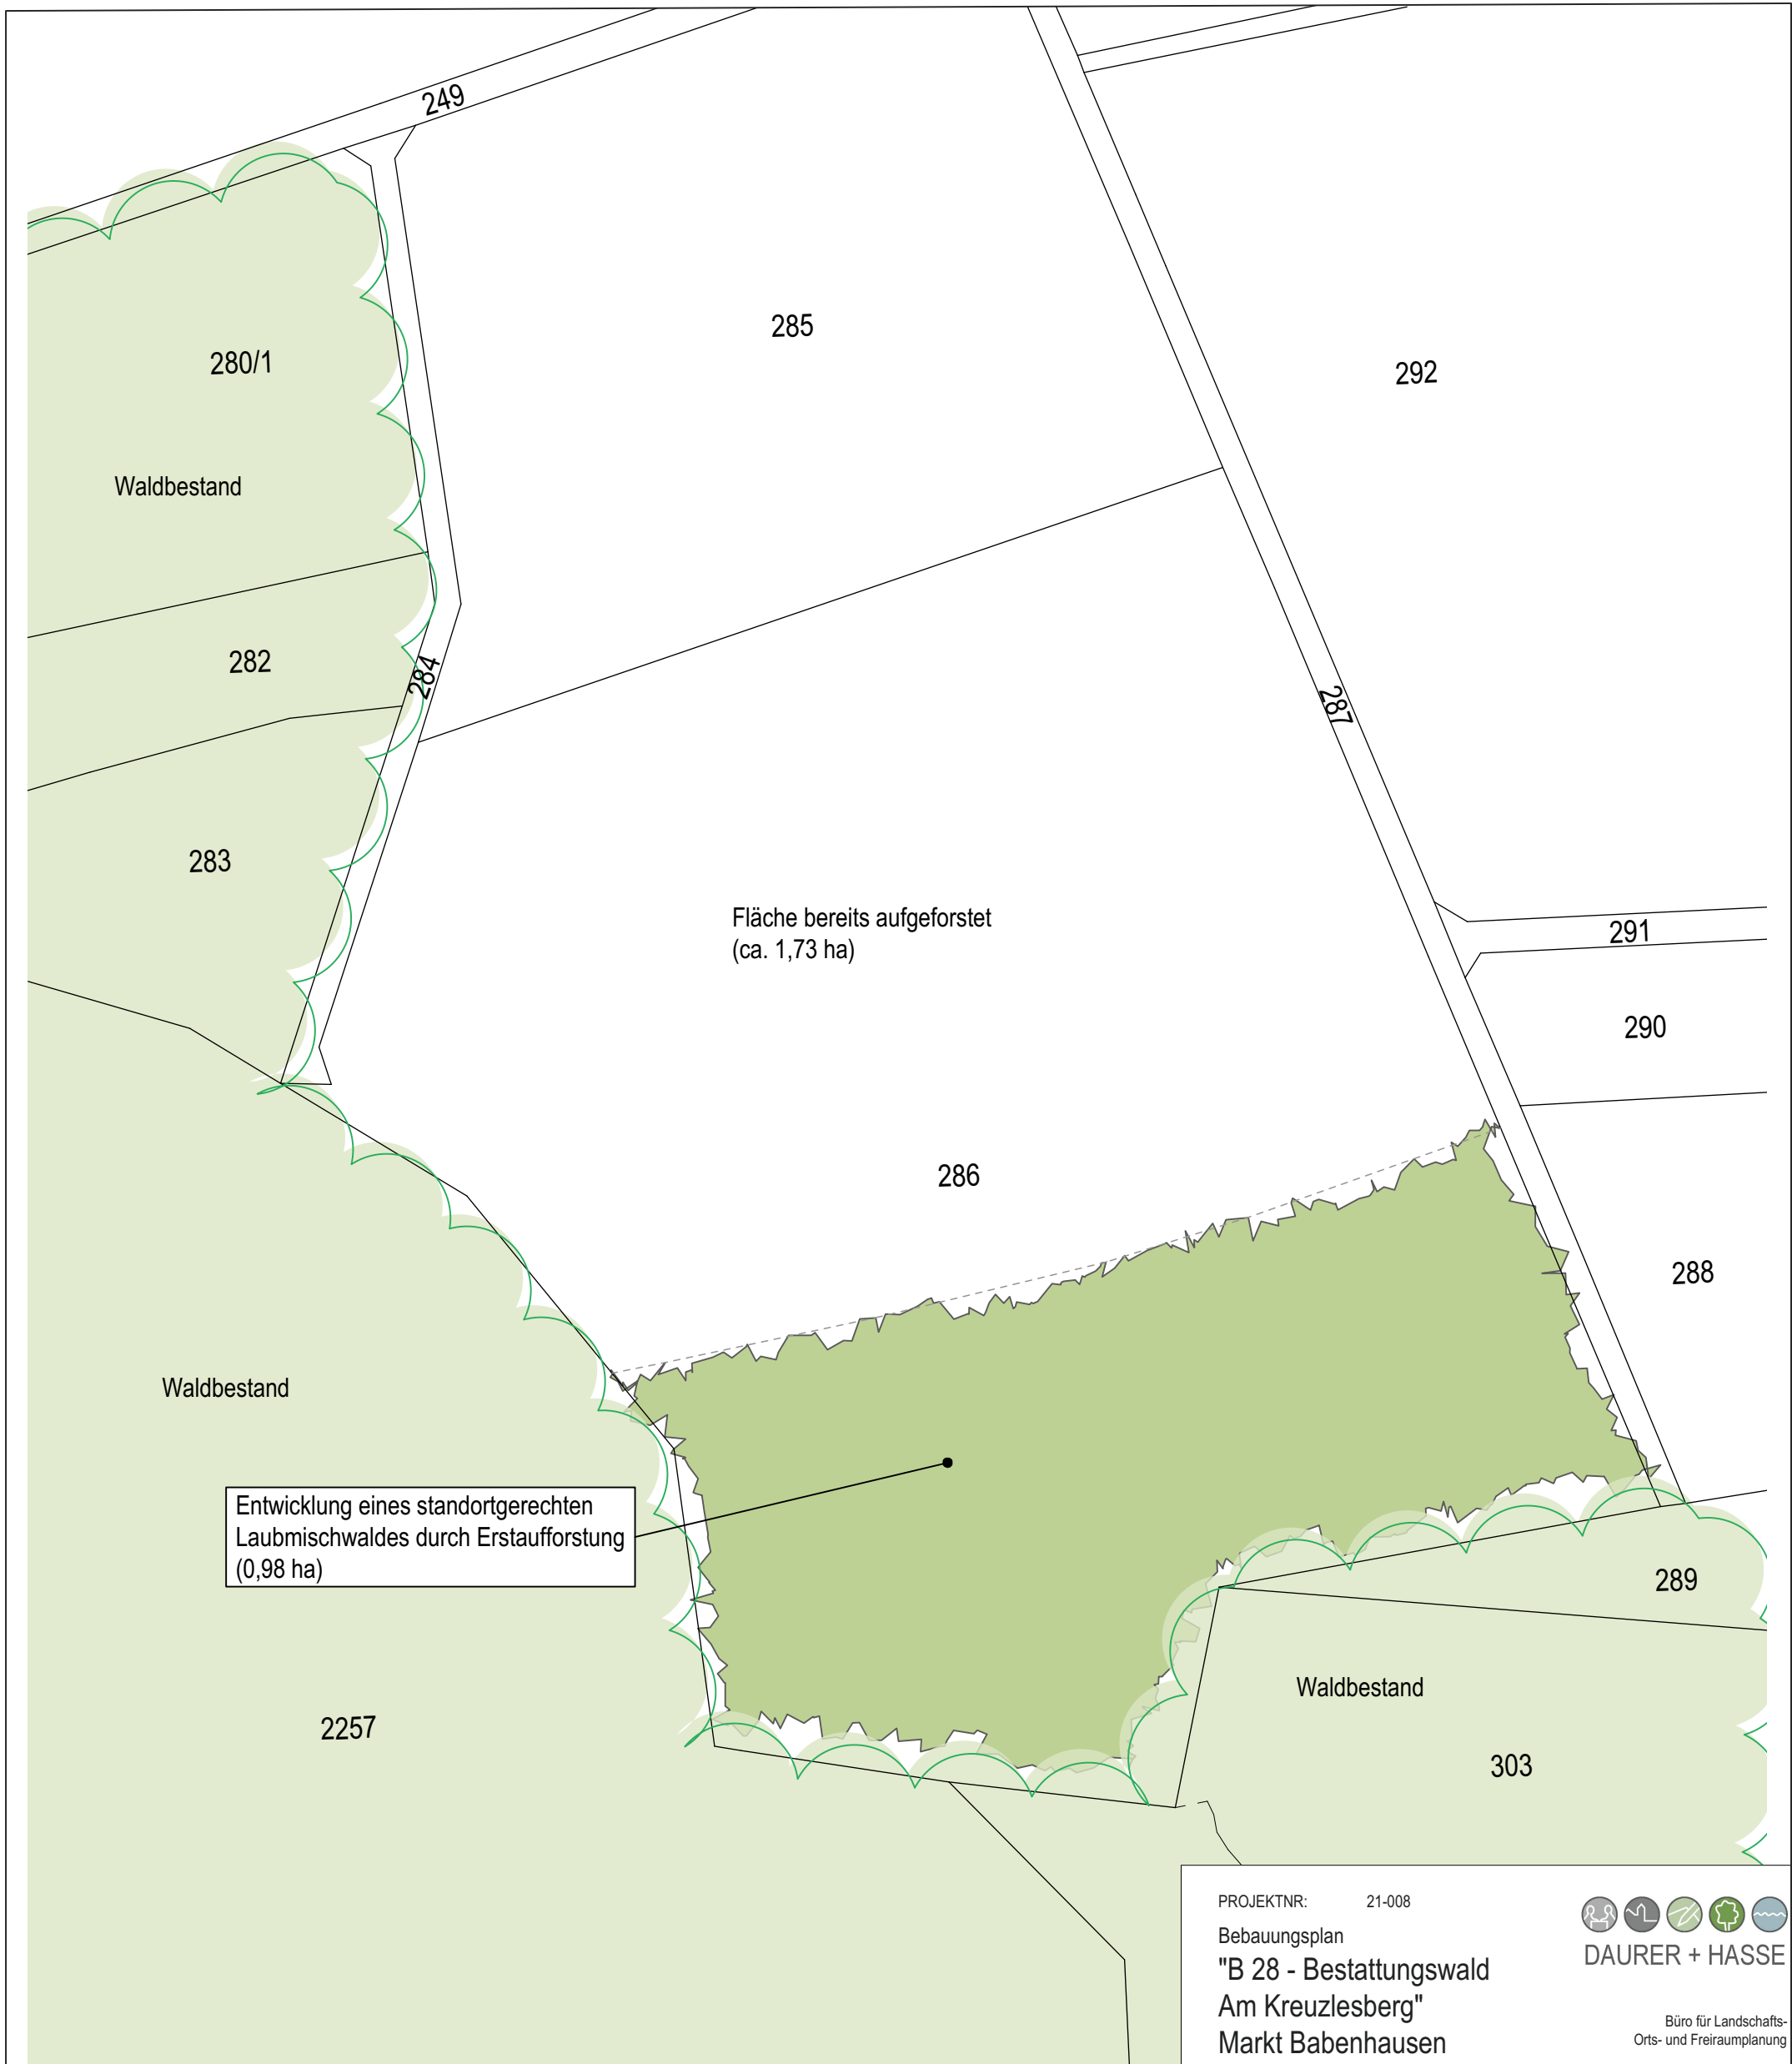 249
285
280/1
292
Waldbestand
282
284
287
283
Fläche bereits aufgeforstet
(ca. 1,73 ha)
291
290
286
288
Waldbestand
Entwicklung eines standortgerechten
Laubmischwaldes durch Erstaufforstung
(0,98 ha)
289
Waldbestand
2257
303
PROJEKTNR: 21-008
Bebauungsplan
"B 28 - Bestattungswald
Am Kreuzlesberg"
Markt Babenhausen
DAURER + HASSE
Büro für Landschafts-
Orts- und Freiraumplanung